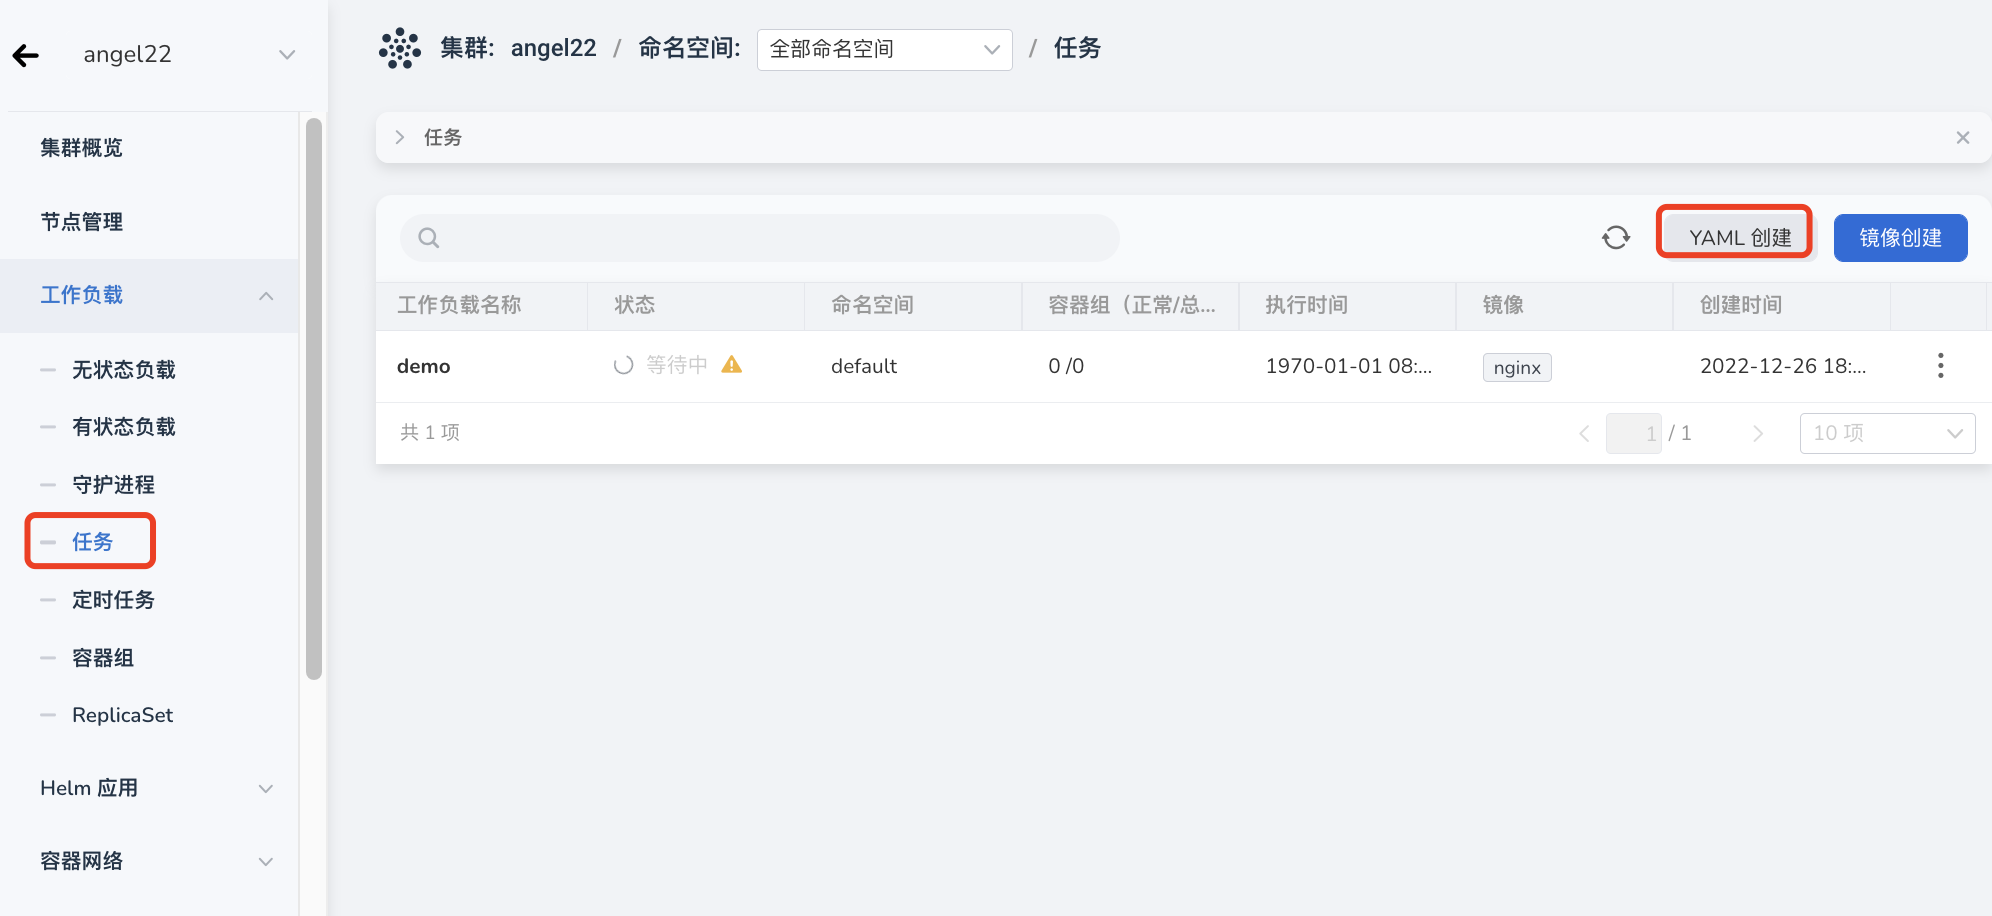 angel22
集群概览
节点管理
工作负载
无状态负载
有状态负载
守护进程
任务
定时任务
容器组
ReplicaSet
Helm 应用
容器网络
集群: angel22 / 命名空间: 全部命名空间 / 任务
任务
YAML 创建 镜像创建
工作负载名称 状态 命名空间 容器组（正常/总... 执行时间 镜像 创建时间
demo 等待中 default 0 /0 1970-01-01 08:... nginx 2022-12-26 18:...
共 1 项 1 / 1 10 项